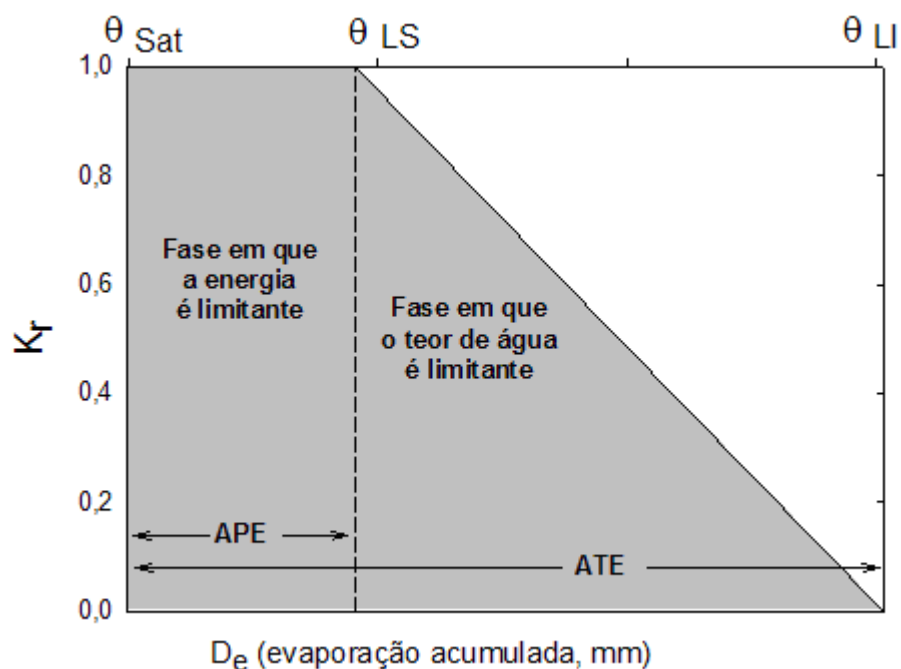 θ Sat θ LS θ LI
1,0
0,8
0,6
0,4
0,2
0,0
Kr
Fase em que
a energia
é limitante
Fase em que
o teor de água
é limitante
APE
ATE
De (evaporação acumulada, mm)